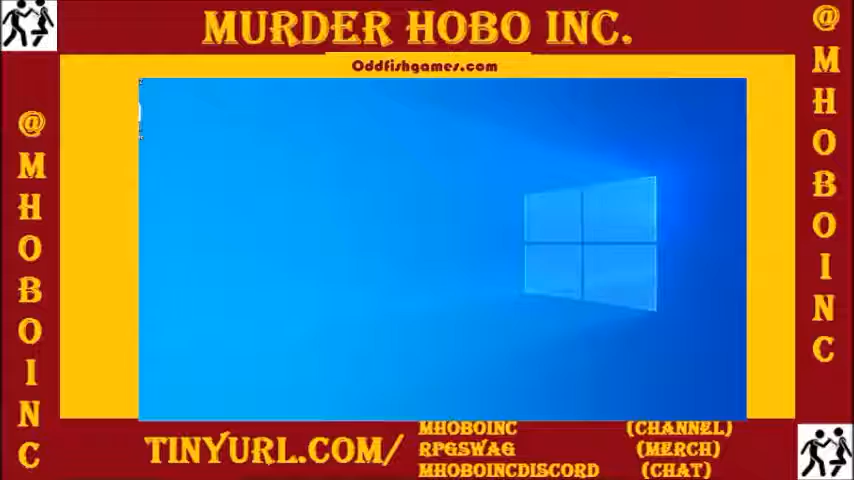 MURDER HOBO INC.
Oddfishgames.com
@MHOBOINC
@MHOBOINC
TINYURL.COM/
MHOBOINC (CHANNEL)
RPGSWAG (MERCH)
MHOBOINCDISCORD (CHAT)